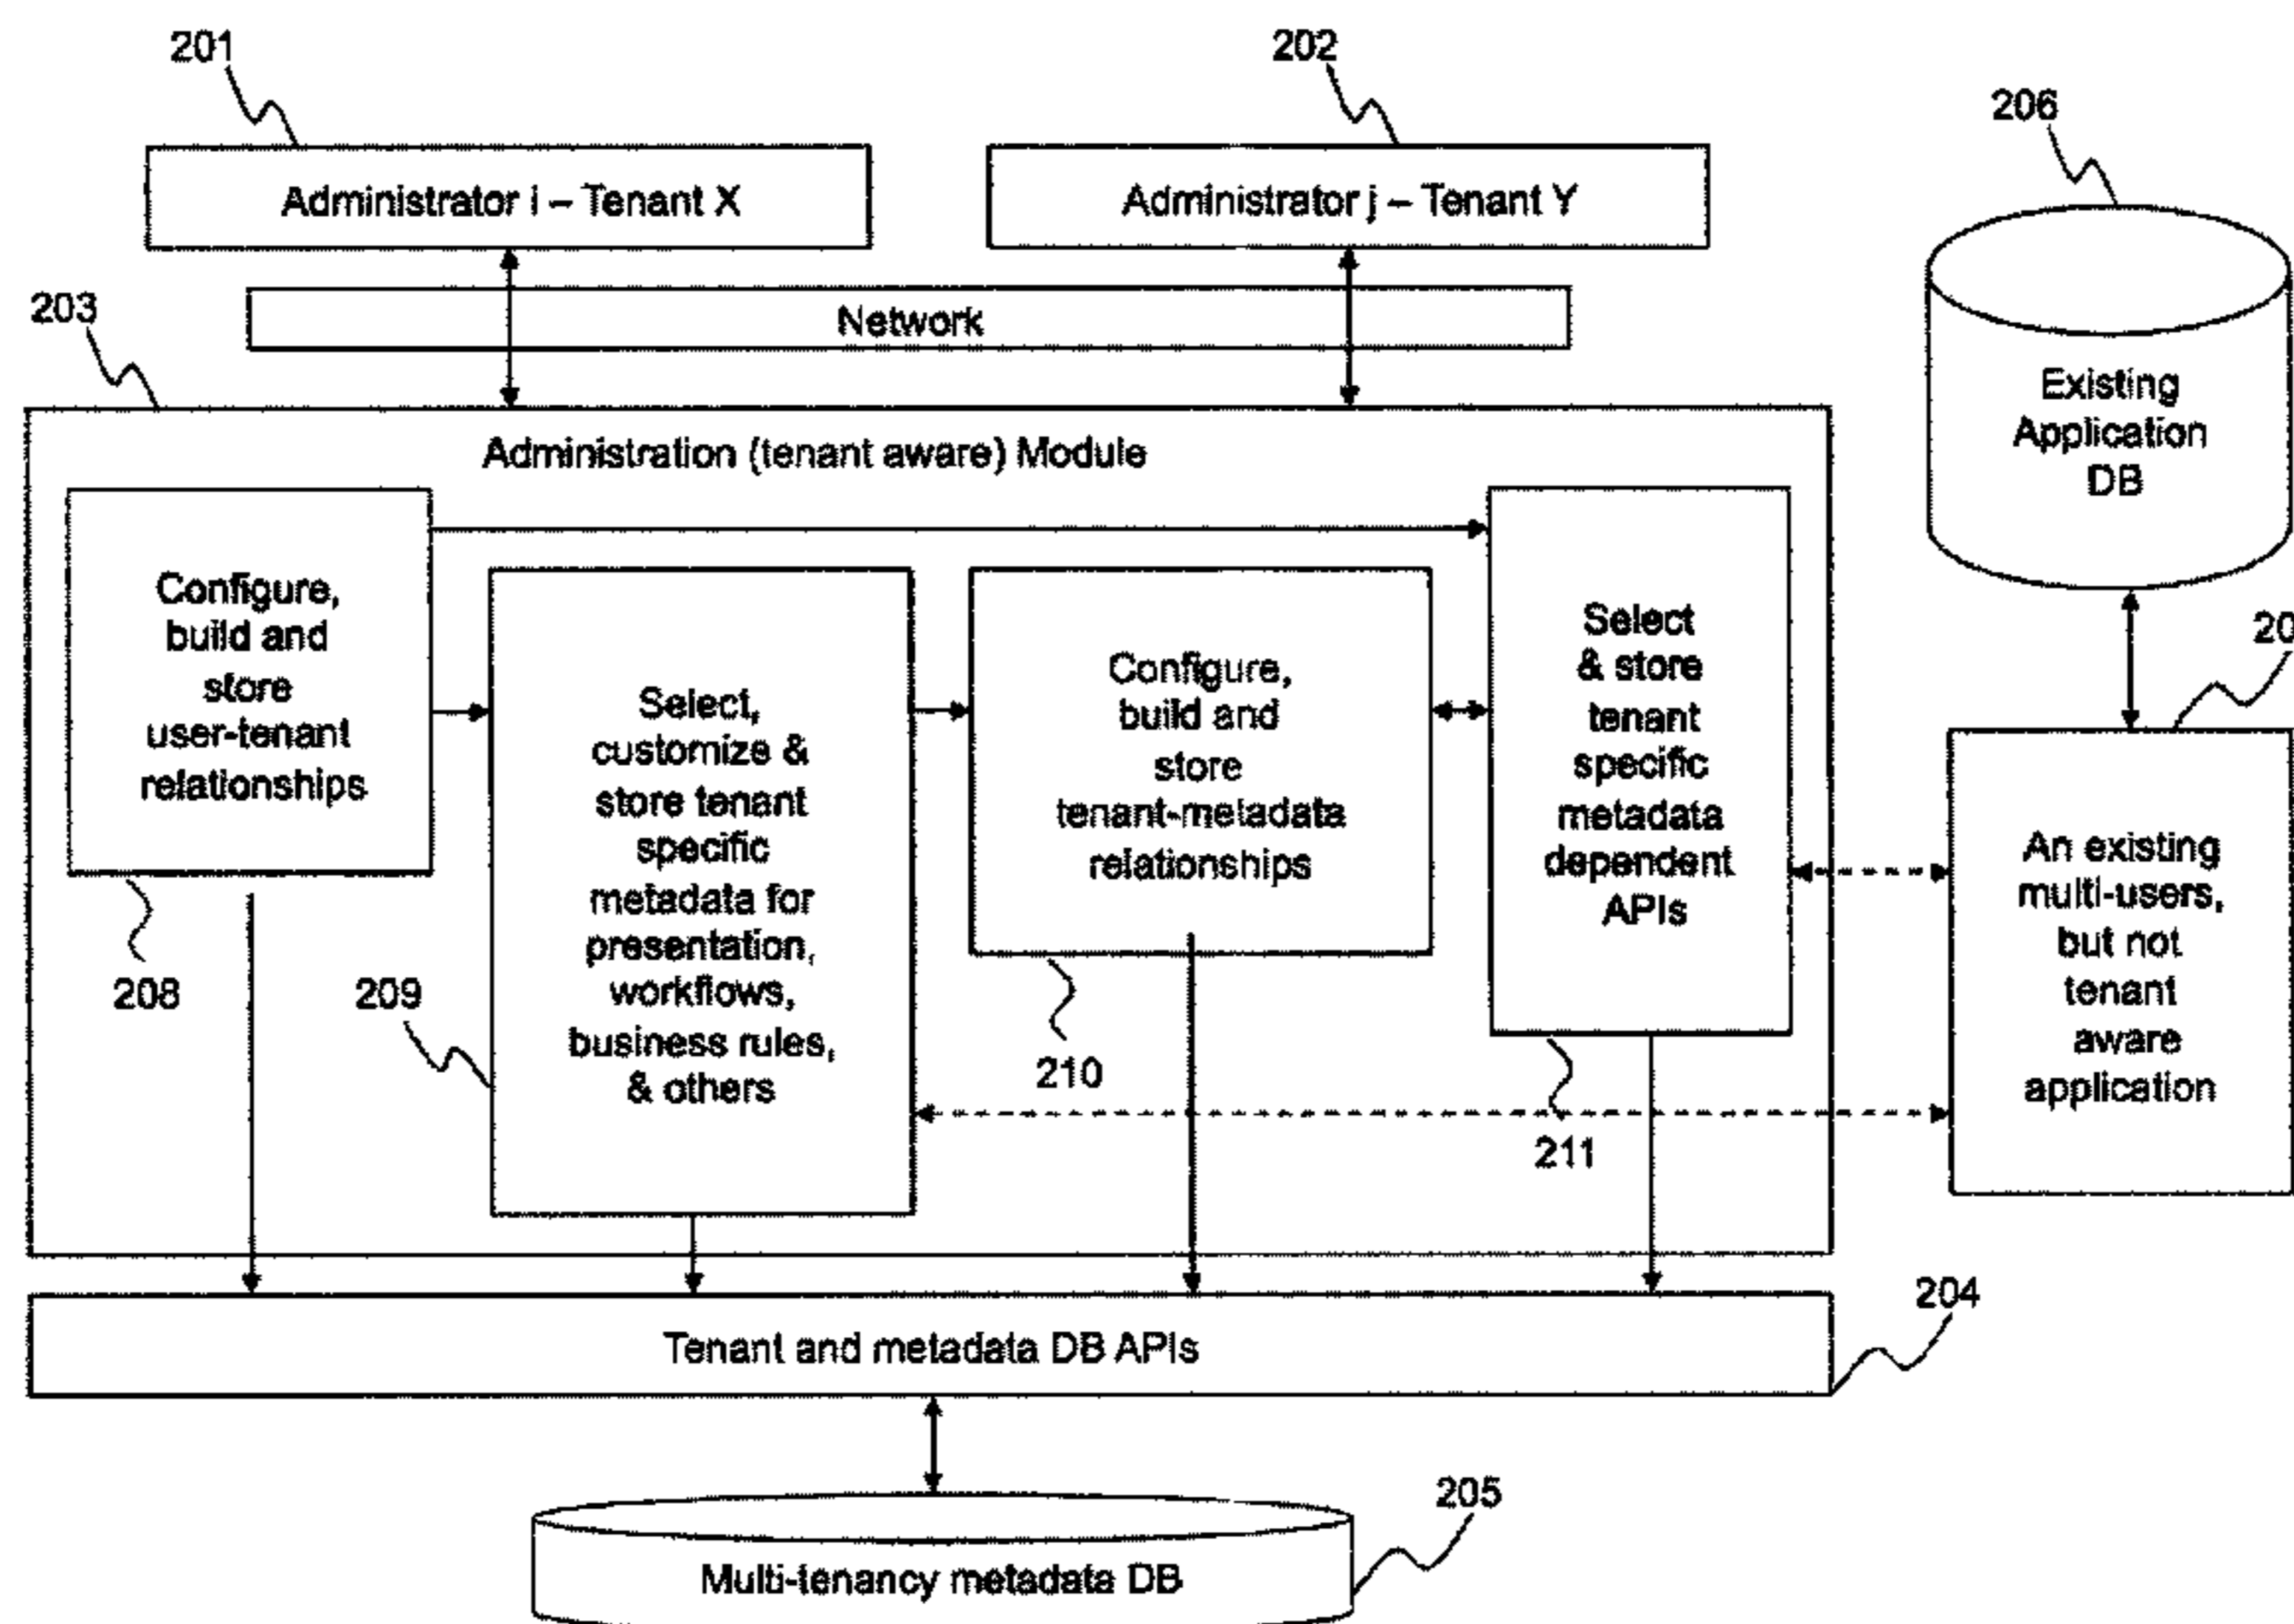 201
202
206
Administrator i – Tenant X
Administrator j – Tenant Y
203
Network
Existing
Application
DB
Administration (tenant aware) Module
Configure,
build and
store
user-tenant
relationships
208
Select,
customize &
store tenant
specific
metadata for
presentation,
workflows,
business rules,
& others
209
Configure,
build and
store
tenant-metadata
relationships
210
Select
& store
tenant
specific
metadata
dependent
APIs
211
20
An existing
multi-users,
but not
tenant
aware
application
204
Tenant and metadata DB APIs
205
Multi-tenancy metadata DB